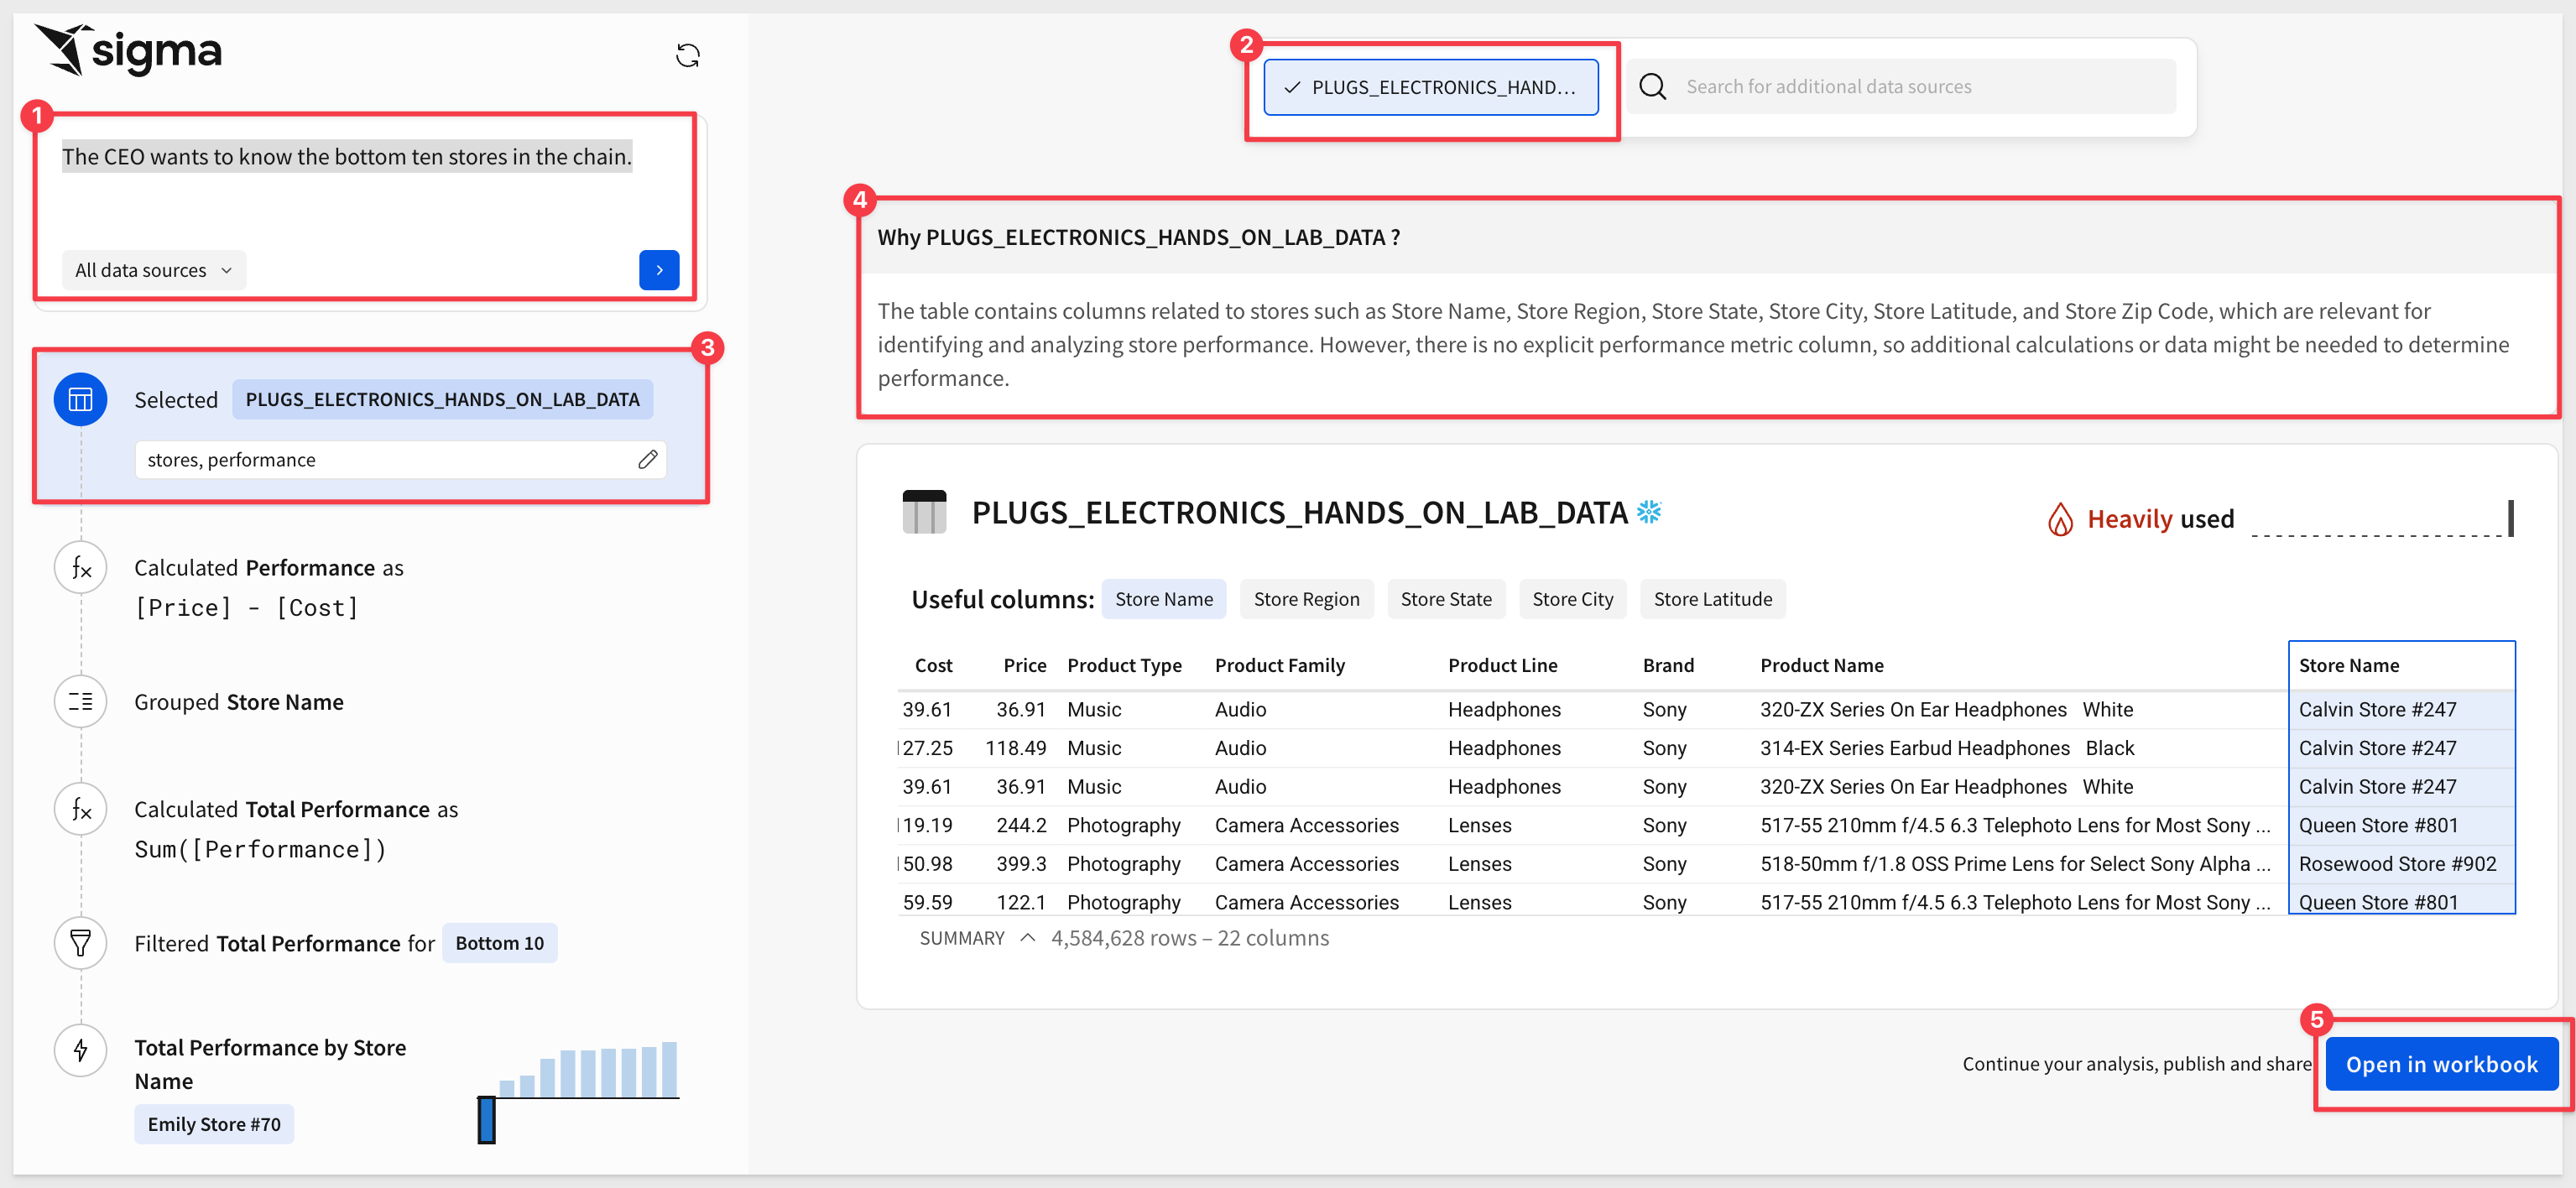 sigma
1
The CEO wants to know the bottom ten stores in the chain.
All data sources
3
Selected PLUGS_ELECTRONICS_HANDS_ON_LAB_DATA
stores, performance
Calculated Performance as
[Price] - [Cost]
Grouped Store Name
Calculated Total Performance as
Sum([Performance])
Filtered Total Performance for Bottom 10
Total Performance by Store
Name
Emily Store #70
2
PLUGS_ELECTRONICS_HAND...
Search for additional data sources
4
Why PLUGS_ELECTRONICS_HANDS_ON_LAB_DATA ?
The table contains columns related to stores such as Store Name, Store Region, Store State, Store City, Store Latitude, and Store Zip Code, which are relevant for
identifying and analyzing store performance. However, there is no explicit performance metric column, so additional calculations or data might be needed to determine
performance.
PLUGS_ELECTRONICS_HANDS_ON_LAB_DATA
Heavily used
Useful columns: Store Name Store Region Store State Store City Store Latitude
Cost Price Product Type Product Family Product Line Brand Product Name Store Name
39.61 36.91 Music Audio Headphones Sony 320-ZX Series On Ear Headphones White Calvin Store #247
127.25 118.49 Music Audio Headphones Sony 314-EX Series Earbud Headphones Black Calvin Store #247
39.61 36.91 Music Audio Headphones Sony 320-ZX Series On Ear Headphones White Calvin Store #247
119.19 244.2 Photography Camera Accessories Lenses Sony 517-55 210mm f/4.5 6.3 Telephoto Lens for Most Sony ... Queen Store #801
150.98 399.3 Photography Camera Accessories Lenses Sony 518-50mm f/1.8 OSS Prime Lens for Select Sony Alpha ... Rosewood Store #902
59.59 122.1 Photography Camera Accessories Lenses Sony 517-55 210mm f/4.5 6.3 Telephoto Lens for Most Sony ... Queen Store #801
SUMMARY 4,584,628 rows – 22 columns
5
Continue your analysis, publish and share
Open in workbook